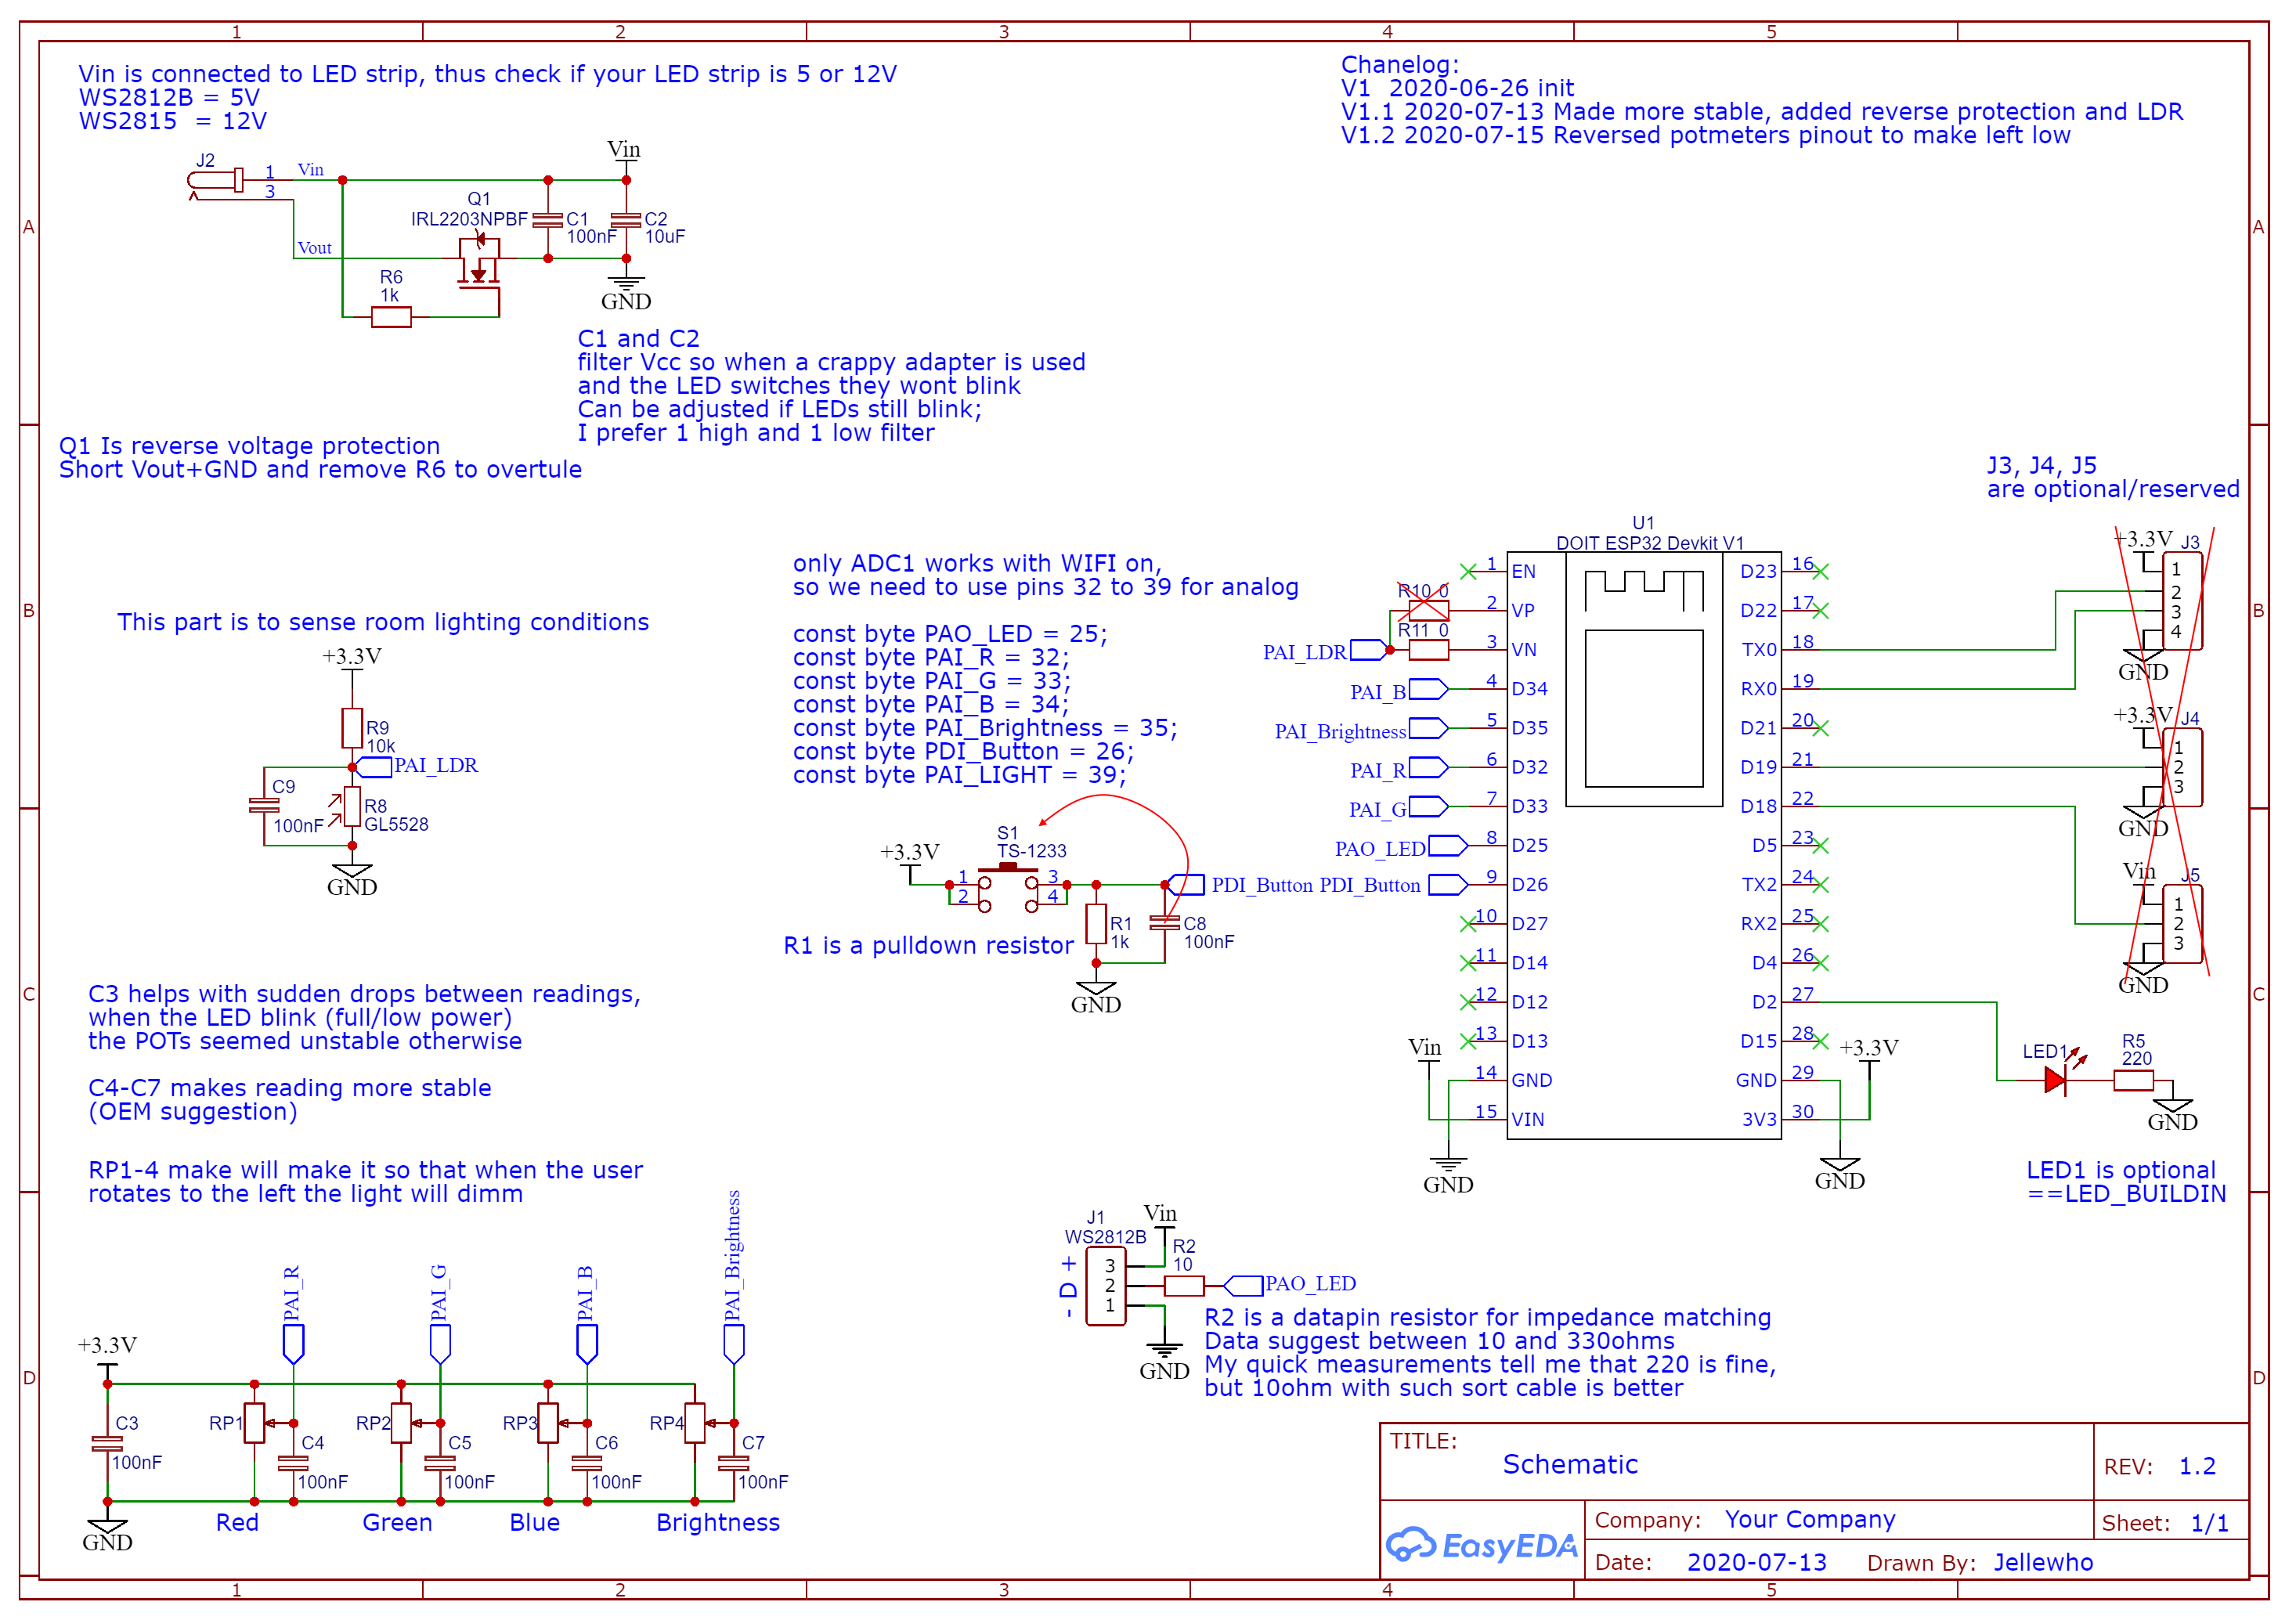 1 2 3 4 5
Vin is connected to LED strip, thus check if your LED strip is 5 or 12V
WS2812B = 5V
WS2815  = 12V
Chanelog:
V1  2020-06-26 init
V1.1 2020-07-13 Made more stable, added reverse protection and LDR
V1.2 2020-07-15 Reversed potmeters pinout to make left low
A
A
J2
1
3
Vin
Vout
Q1
IRL2203NPBF
R6
1k
C1
100nF
C2
10uF
Vin
GND
C1 and C2
filter Vcc so when a crappy adapter is used
and the LED switches they wont blink
Can be adjusted if LEDs still blink;
I prefer 1 high and 1 low filter
Q1 Is reverse voltage protection
Short Vout+GND and remove R6 to overtule
B
B
This part is to sense room lighting conditions
+3.3V
R9
10k
PAI_LDR
C9
100nF
R8
GL5528
GND
only ADC1 works with WIFI on,
so we need to use pins 32 to 39 for analog
const byte PAO_LED = 25;
const byte PAI_R = 32;
const byte PAI_G = 33;
const byte PAI_B = 34;
const byte PAI_Brightness = 35;
const byte PDI_Button = 26;
const byte PAI_LIGHT = 39;
+3.3V
S1
TS-1233
1
2
3
4
PDI_Button
R1
1k
C8
100nF
GND
R1 is a pulldown resistor
U1
DOIT ESP32 Devkit V1
R10 0
R11 0
PAI_LDR
PAI_B
PAI_Brightness
PAI_R
PAI_G
PAO_LED
PDI_Button
1 EN
2 VP
3 VN
4 D34
5 D35
6 D32
7 D33
8 D25
9 D26
10 D27
11 D14
12 D12
13 D13
14 GND
15 VIN
D23 16
D22 17
TX0 18
RX0 19
D21 20
D19 21
D18 22
D5 23
TX2 24
RX2 25
D4 26
D2 27
D15 28
GND 29
3V3 30
Vin
GND
+3.3V
GND
J3, J4, J5
are optional/reserved
+3.3V
J3
1
2
3
4
GND
+3.3V
J4
1
2
3
GND
Vin
J5
1
2
3
GND
LED1
R5
220
GND
LED1 is optional
==LED_BUILDIN
C
C
C3 helps with sudden drops between readings,
when the LED blink (full/low power)
the POTs seemed unstable otherwise
C4-C7 makes reading more stable
(OEM suggestion)
RP1-4 make will make it so that when the user
rotates to the left the light will dimm
D
D
PAI_R
PAI_G
PAI_B
PAI_Brightness
+3.3V
C3
100nF
RP1
C4
100nF
RP2
C5
100nF
RP3
C6
100nF
RP4
C7
100nF
GND
Red
Green
Blue
Brightness
J1
WS2812B
Vin
- D +
3
2
1
R2
10
PAO_LED
GND
R2 is a datapin resistor for impedance matching
Data suggest between 10 and 330ohms
My quick measurements tell me that 220 is fine,
but 10ohm with such sort cable is better
TITLE:
Schematic
REV: 1.2
EasyEDA
Company: Your Company
Sheet: 1/1
Date: 2020-07-13
Drawn By: Jellewho
1 2 3 4 5